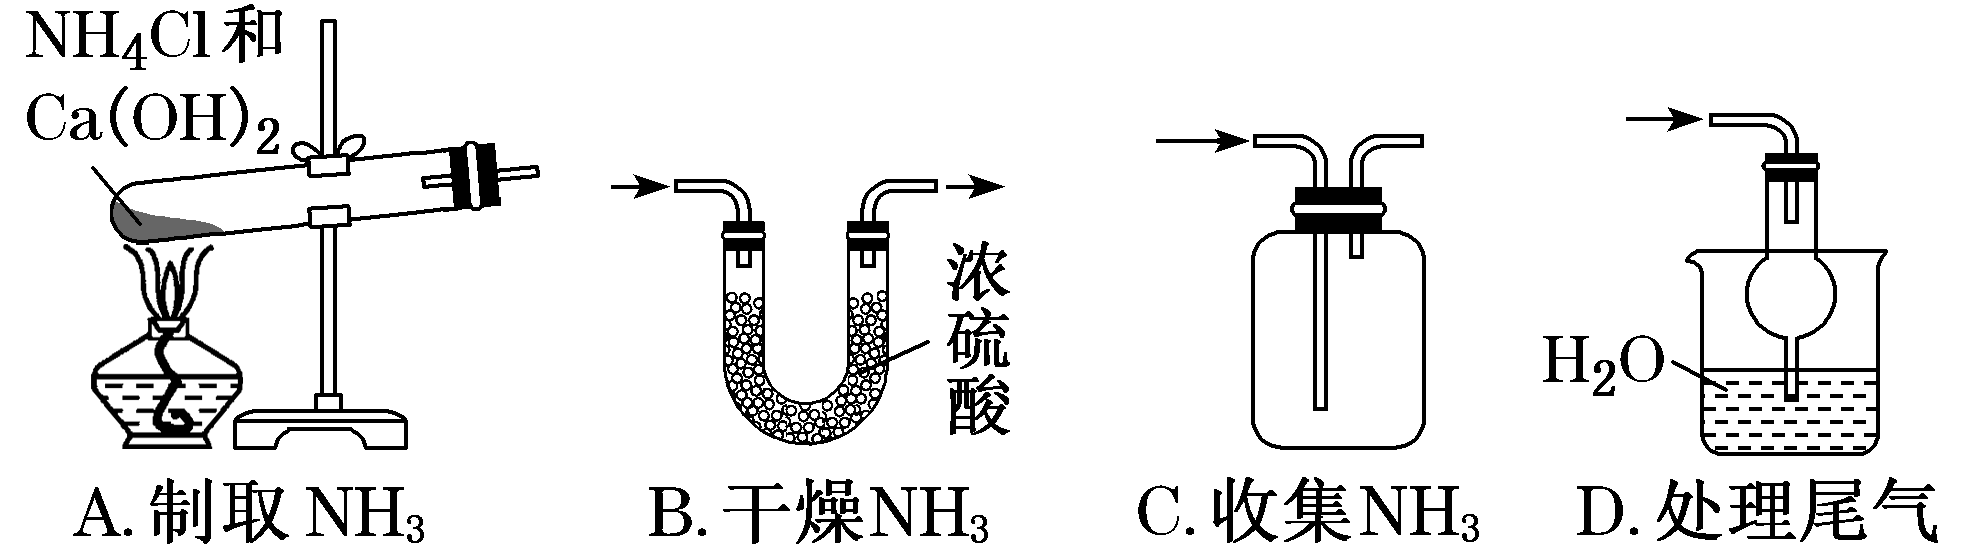 NH₄Cl和
Ca(OH)₂
浓
硫
酸
H₂O
A.制取NH₃
B.干燥NH₃
C.收集NH₃
D.处理尾气